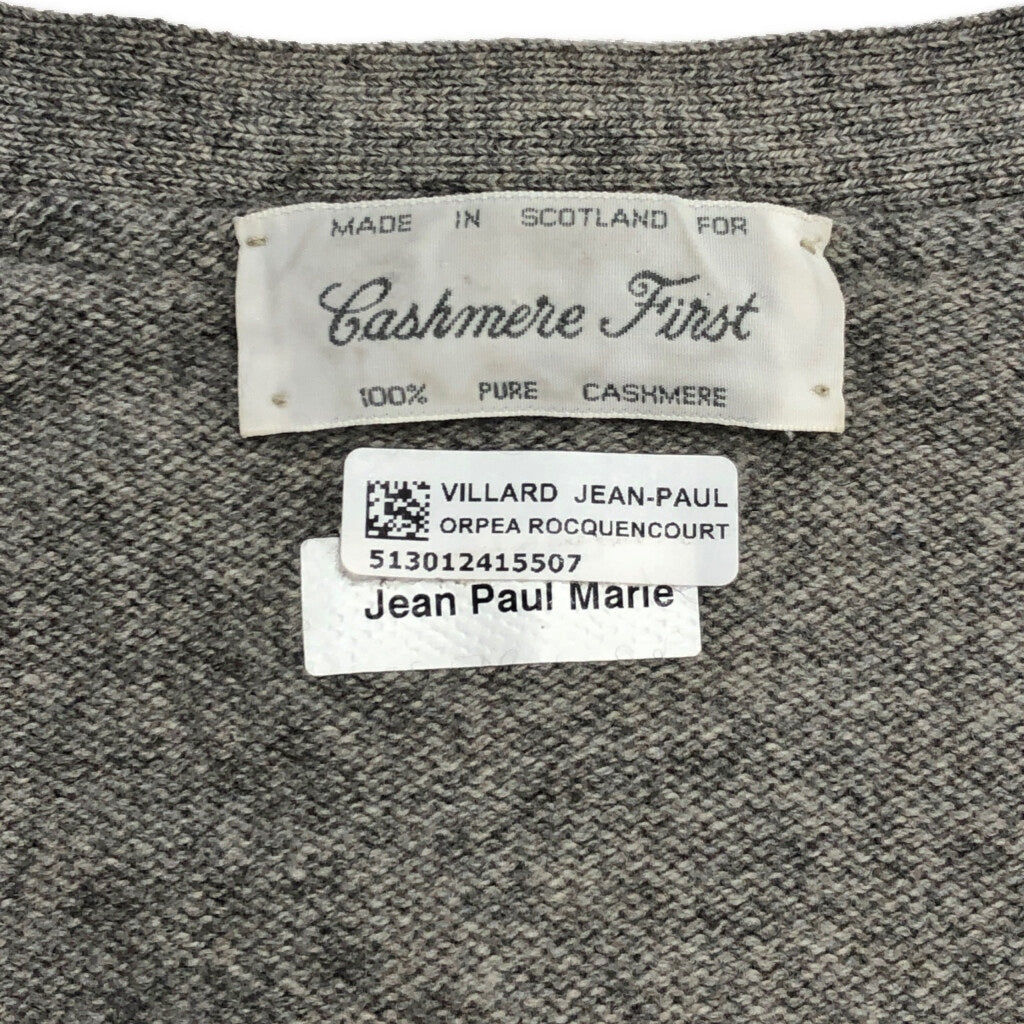 MADE IN SCOTLAND FOR
Cashmere First
100% PURE CASHMERE
VILLARD JEAN-PAUL
ORPEA ROCQUENCOURT
513012415507
Jean Paul Marie